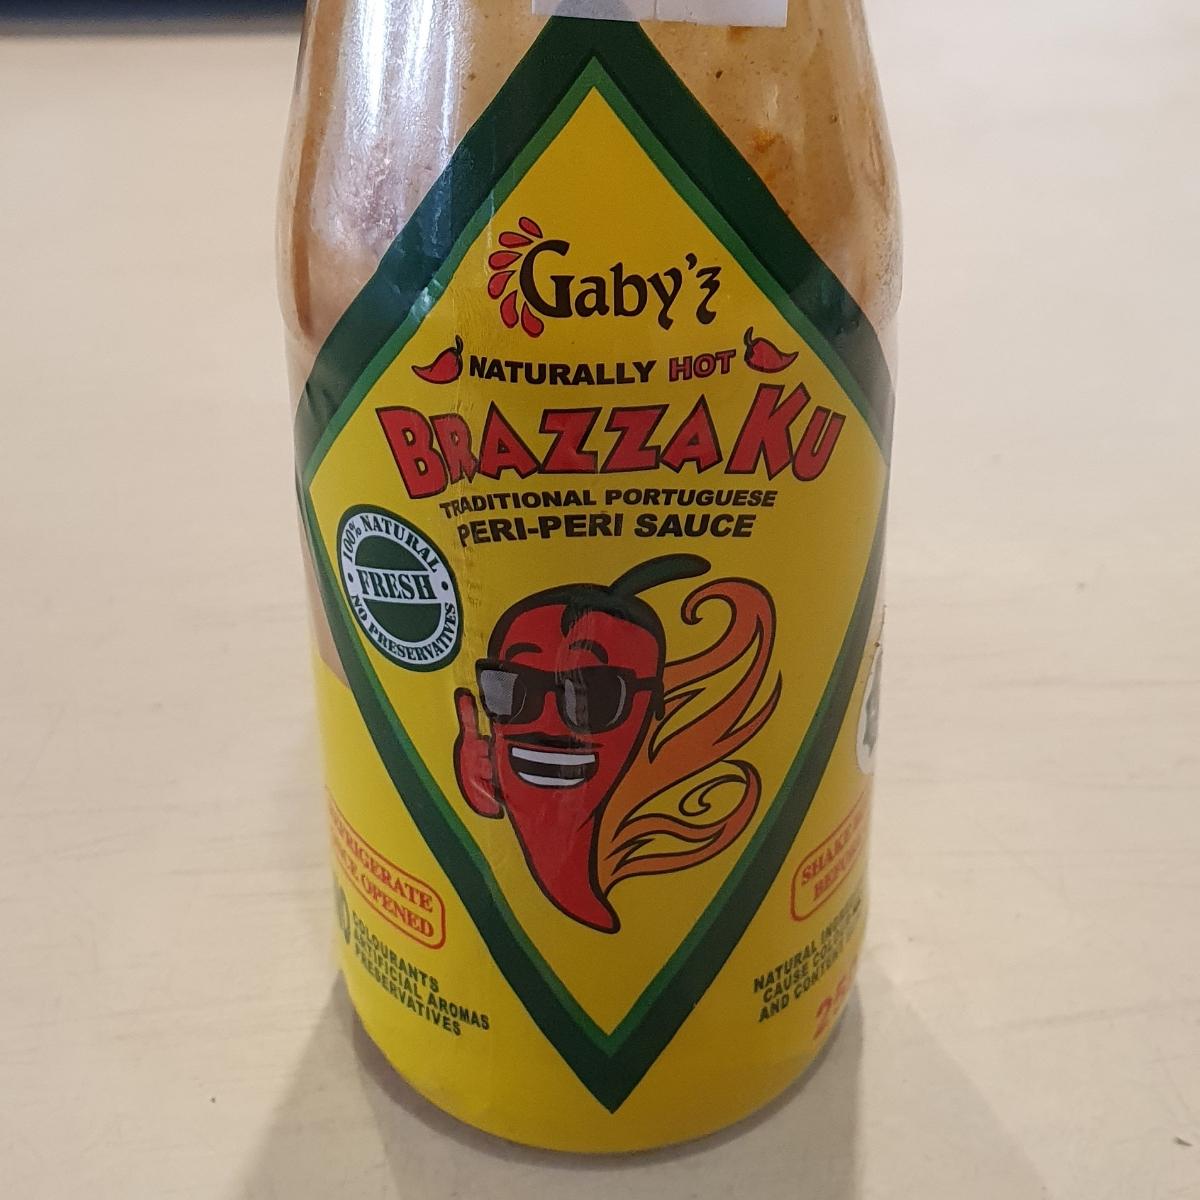 Gaby'z
NATURALLY HOT
BRAZZAKU
TRADITIONAL PORTUGUESE
PERI-PERI SAUCE
100% NATURAL
FRESH
NO PRESERVATIVES
REFRIGERATE
OPENED
COLOURANTS
ARTIFICIAL AROMAS
PRESERVATIVES
SHAKE
NATURAL
CAUSE
AND